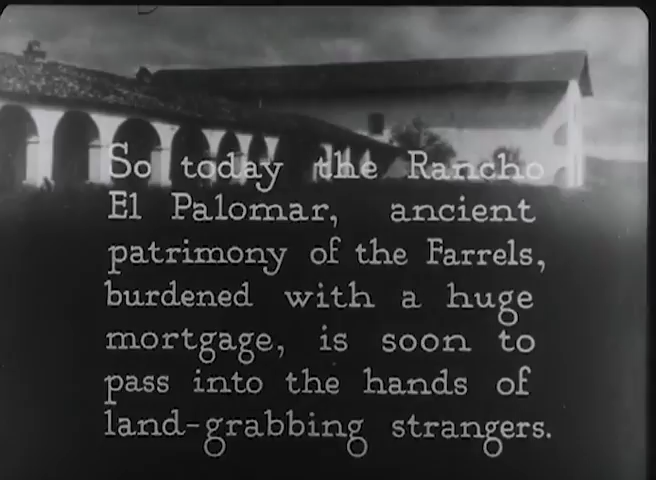 So today the Rancho
El Palomar, ancient
patrimony of the Farrels,
burdened with a huge
mortgage, is soon to
pass into the hands of
land-grabbing strangers.